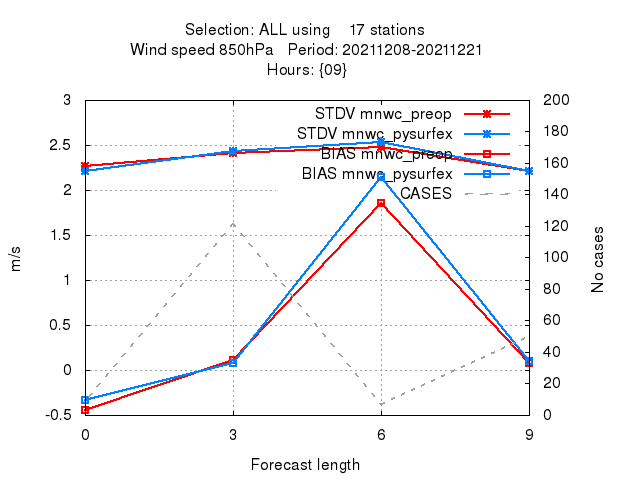 Selection: ALL using 17 stations
Wind speed 850hPa Period: 20211208-20211221
Hours: {09}
3 200
STDV mnwc_preop
180
STDV mnwc_pysurfex
2.5
BIAS mnwc_preop
160
BIAS mnwc_pysurfex
2
CASES
140
1.5 120
1 100
80
0.5 60
40
0
20
-0.5 0
m/s
No cases
0 3 6 9
Forecast length